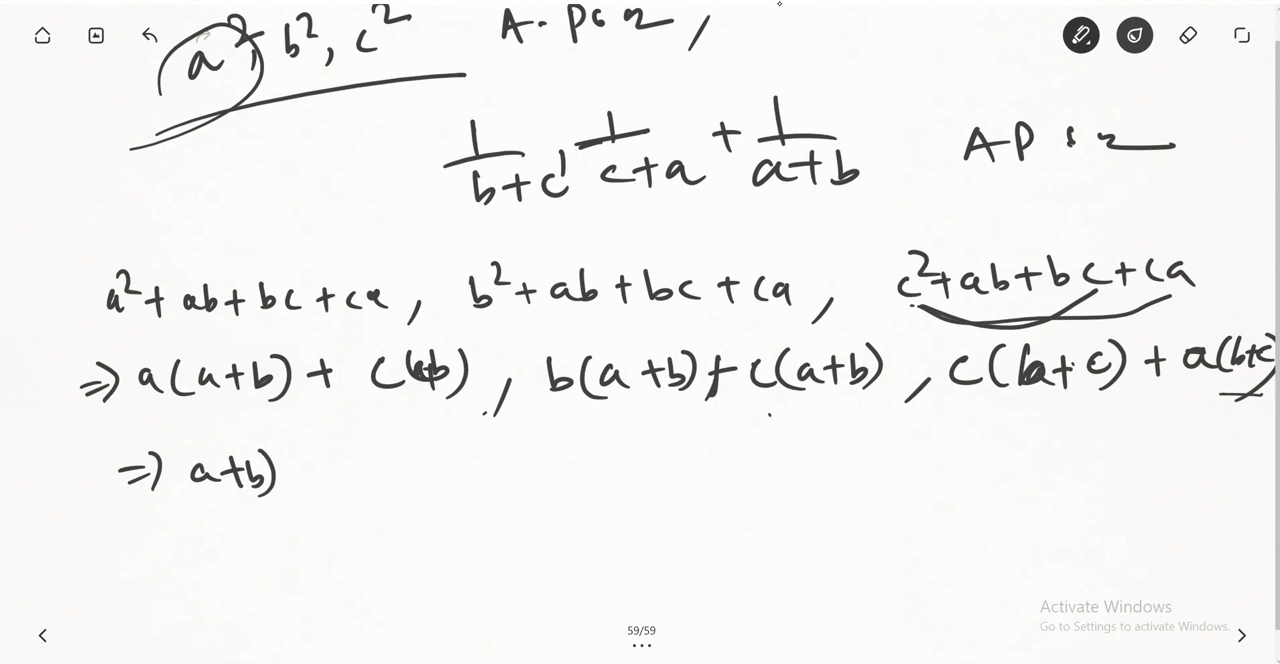 a², b², c² A.P
1/(b+c), 1/(c+a) + 1/(a+b) A-P
a²+ab+bc+ca, b²+ab+bc+ca, c²+ab+bc+ca
⇒ a(a+b)+c(a+b), b(a+b)+c(a+b), c(b+c)+a(b+c)
⇒ a+b)
Activate Windows
Go to Settings to activate Windows.
59/59